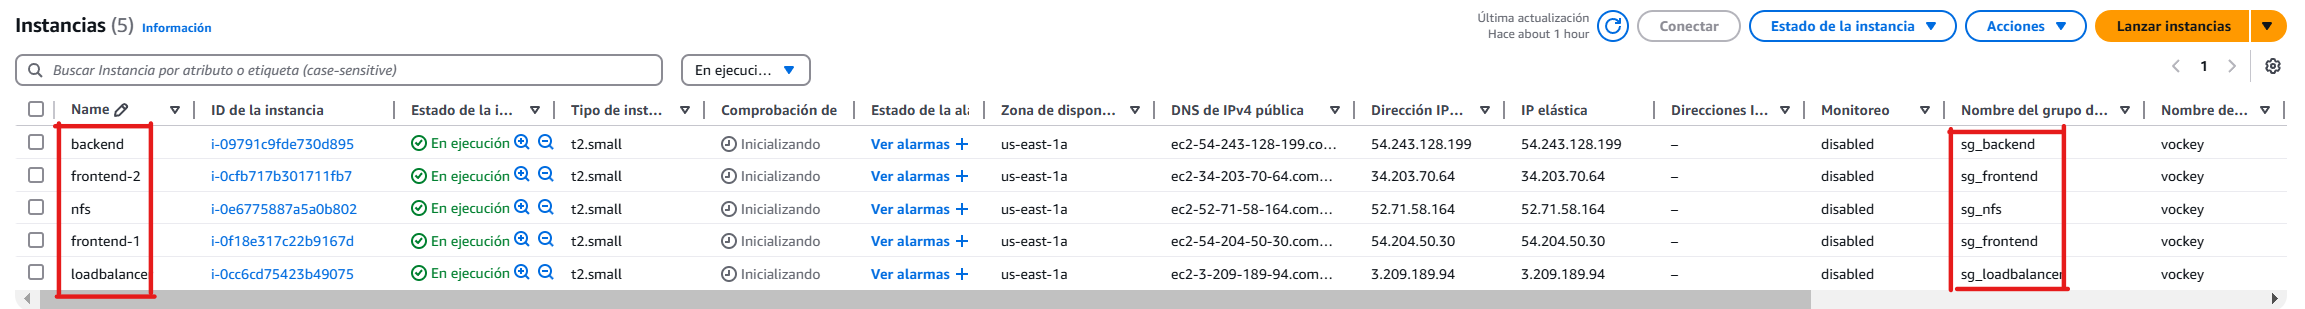 Instancias (5) Información
Última actualización
Hace about 1 hour
Conectar Estado de la instancia Acciones Lanzar instancias
Buscar Instancia por atributo o etiqueta (case-sensitive) En ejecuci... 1
Name ID de la instancia Estado de la i... Tipo de inst... Comprobación de Estado de la ala Zona de dispon... DNS de IPv4 pública Dirección IP... IP elástica Direcciones I... Monitoreo Nombre del grupo d... Nombre de...
backend i-09791c9fde730d895 En ejecución t2.small Inicializando Ver alarmas + us-east-1a ec2-54-243-128-199.co... 54.243.128.199 54.243.128.199 – disabled sg_backend vockey
frontend-2 i-0cfb717b301711fb7 En ejecución t2.small Inicializando Ver alarmas + us-east-1a ec2-34-203-70-64.com... 34.203.70.64 34.203.70.64 – disabled sg_frontend vockey
nfs i-0e6775887a5a0b802 En ejecución t2.small Inicializando Ver alarmas + us-east-1a ec2-52-71-58-164.com... 52.71.58.164 52.71.58.164 – disabled sg_nfs vockey
frontend-1 i-0f18e317c22b9167d En ejecución t2.small Inicializando Ver alarmas + us-east-1a ec2-54-204-50-30.com... 54.204.50.30 54.204.50.30 – disabled sg_frontend vockey
loadbalancer i-0cc6cd75423b49075 En ejecución t2.small Inicializando Ver alarmas + us-east-1a ec2-3-209-189-94.com... 3.209.189.94 3.209.189.94 – disabled sg_loadbalancer vockey